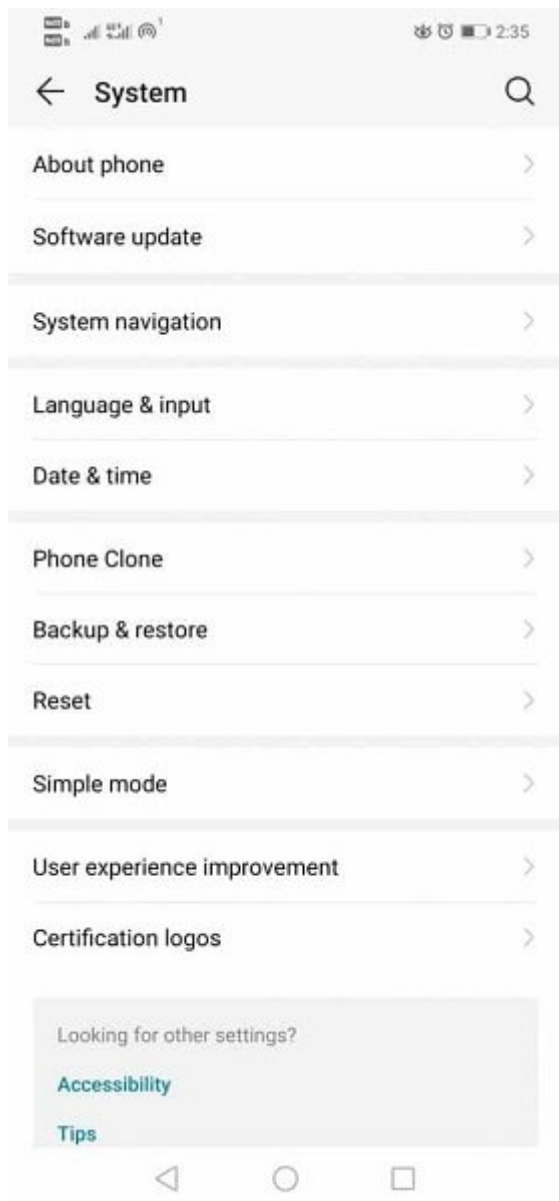 1
2:35
System
About phone
Software update
System navigation
Language & input
Date & time
Phone Clone
Backup & restore
Reset
Simple mode
User experience improvement
Certification logos
Looking for other settings?
Accessibility
Tips